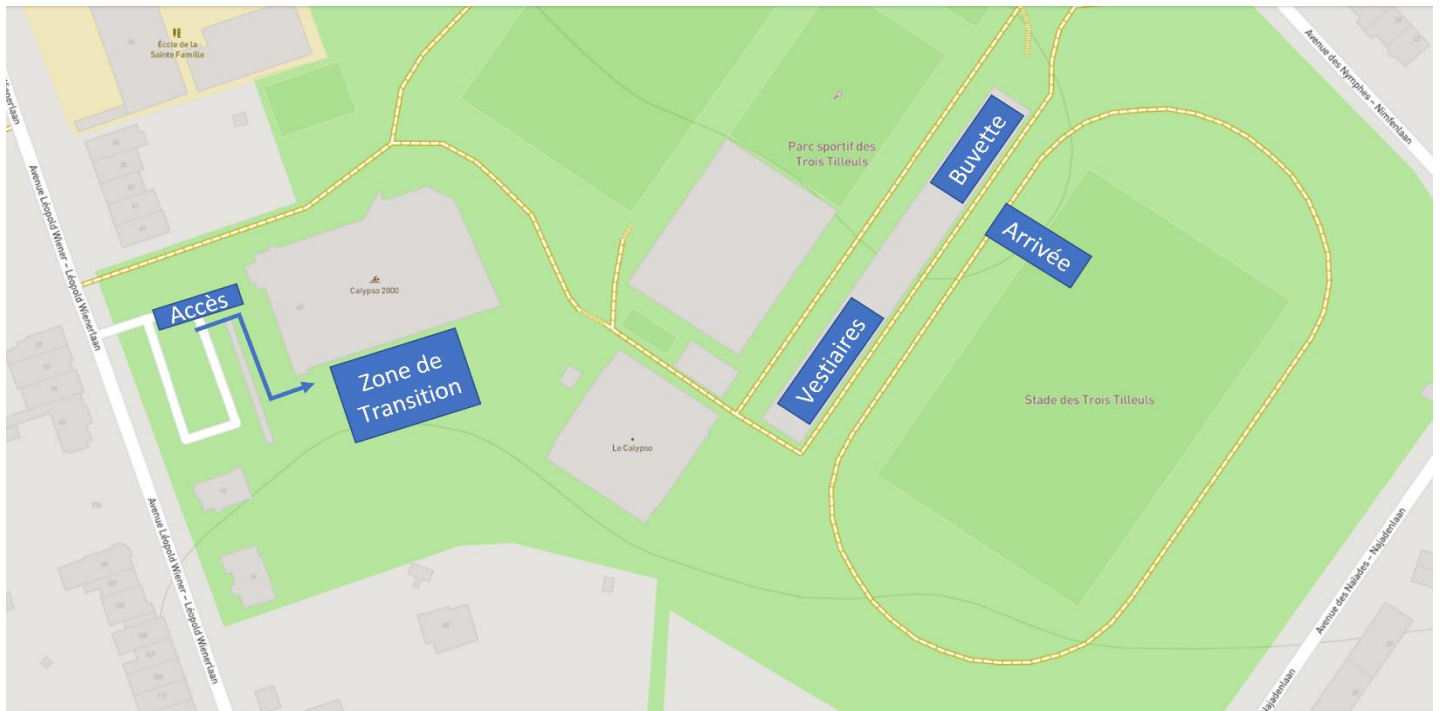 École de la
Sainte Famille
Avenue des Nymphes – Nimfenlaan
Wienerlaan
Buvette
Parc sportif des
Trois Tilleuls
Avenue Léopold Wiener – Léopold Wienerlaan
Arrivée
Calypso 2000
Accès
Vestiaires
Zone de
Transition
Stade des Trois Tilleuls
Le Calypso
Avenue Léopold Wiener – Léopold Wienerlaan
Avenue des Naïades – Najadenlaan
Najadenlaan